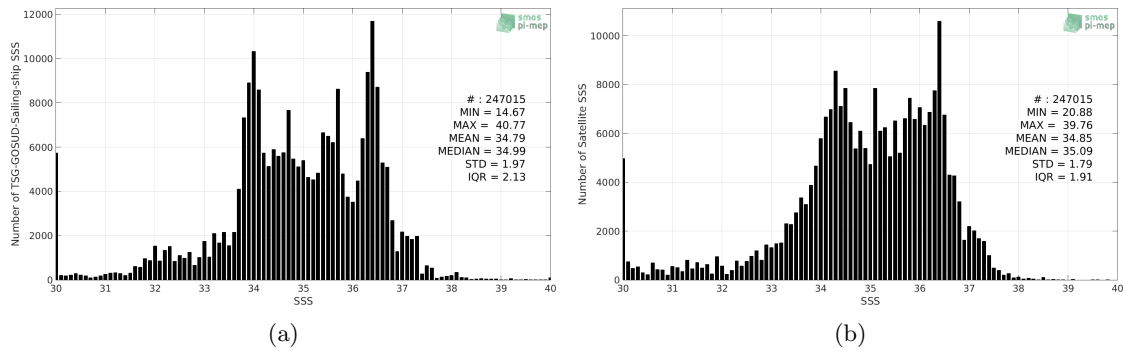 smos
pi-mep
Number of TSG-GOSUD-Sailing-ship SSS
12000
10000
8000
6000
4000
2000
0
# : 247015
MIN = 14.67
MAX = 40.77
MEAN = 34.79
MEDIAN = 34.99
STD = 1.97
IQR = 2.13
30 31 32 33 34 35 36 37 38 39 40
SSS
(a)
smos
pi-mep
Number of Satellite SSS
10000
8000
6000
4000
2000
0
# : 247015
MIN = 20.88
MAX = 39.76
MEAN = 34.85
MEDIAN = 35.09
STD = 1.79
IQR = 1.91
30 31 32 33 34 35 36 37 38 39 40
SSS
(b)